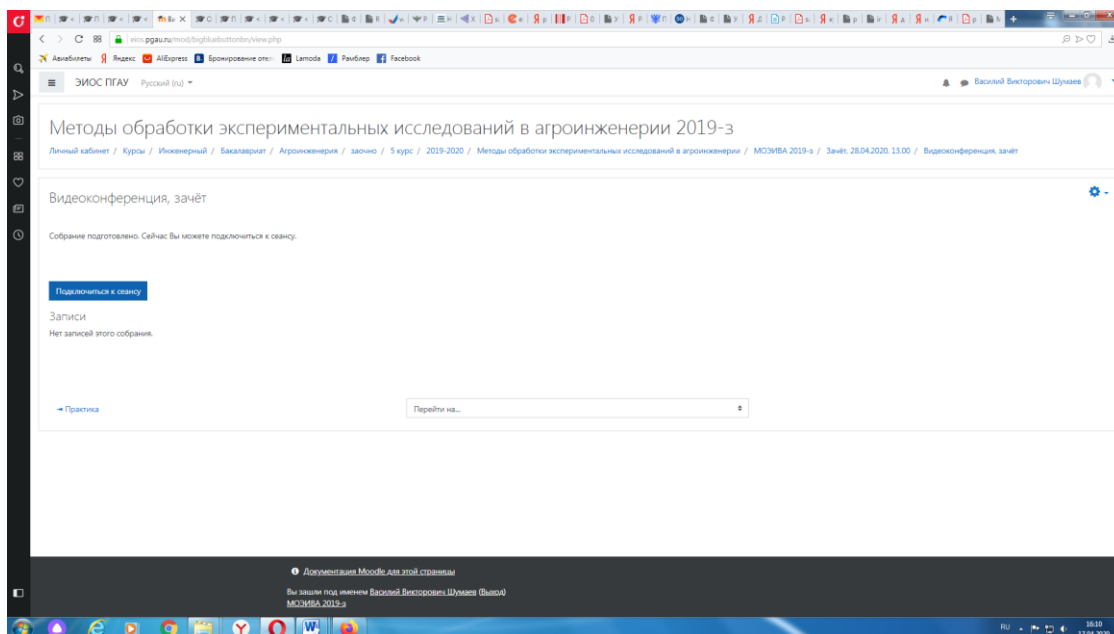 eios.pgau.ru/mod/bigbluebuttonbn/view.php
Авиабилеты Яндекс AliExpress Бронирование отел Lamoda Рамблер Facebook
ЭИОС ПГАУ Русский (ru) Василий Викторович Шумаев
Методы обработки экспериментальных исследований в агроинженерии 2019-з
Личный кабинет / Курсы / Инженерный / Бакалавриат / Агроинженерия / заочно / 5 курс / 2019-2020 / Методы обработки экспериментальных исследований в агроинженерии / МОЭИВА 2019-з / Зачёт, 28.04.2020, 13.00 / Видеоконференция, зачёт
Видеоконференция, зачёт
Собрание подготовлено. Сейчас Вы можете подключиться к сеансу.
Подключиться к сеансу
Записи
Нет записей этого собрания.
◄ Практика Перейти на...
Документация Moodle для этой страницы
Вы зашли под именем Василий Викторович Шумаев (Выход)
МОЭИВА 2019-з
RU 16:10